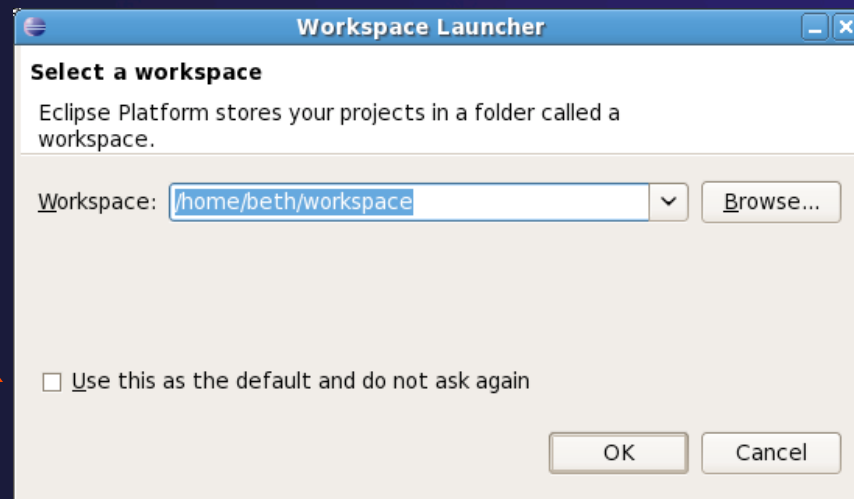 Workspace Launcher
Select a workspace
Eclipse Platform stores your projects in a folder called a
workspace.
Workspace: /home/beth/workspace Browse...
Use this as the default and do not ask again
OK Cancel